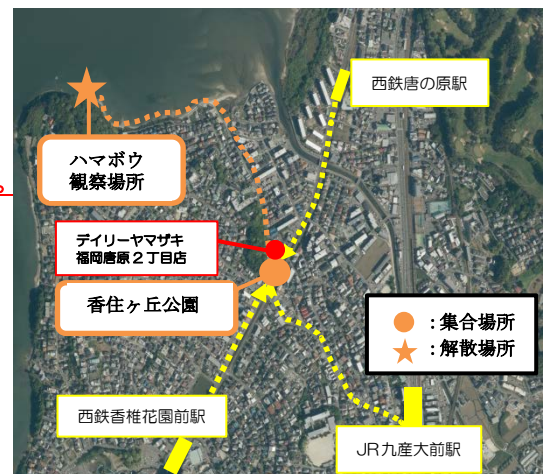 西鉄唐の原駅
ハマボウ
観察場所
デイリーヤマザキ
福岡唐原2丁目店
香住ヶ丘公園
:集合場所
:解散場所
西鉄香椎花園前駅
JR九産大前駅